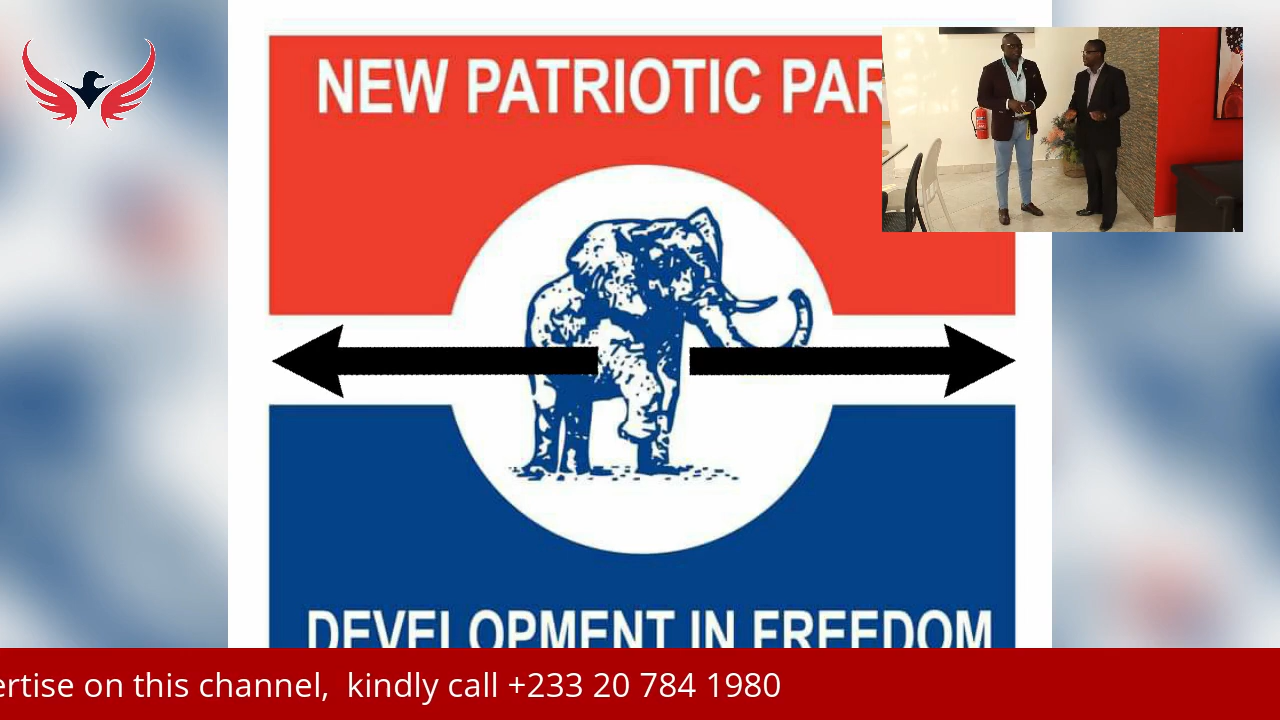 NEW PATRIOTIC PAR
DEVELOPMENT IN FREEDOM
ertise on this channel, kindly call +233 20 784 1980